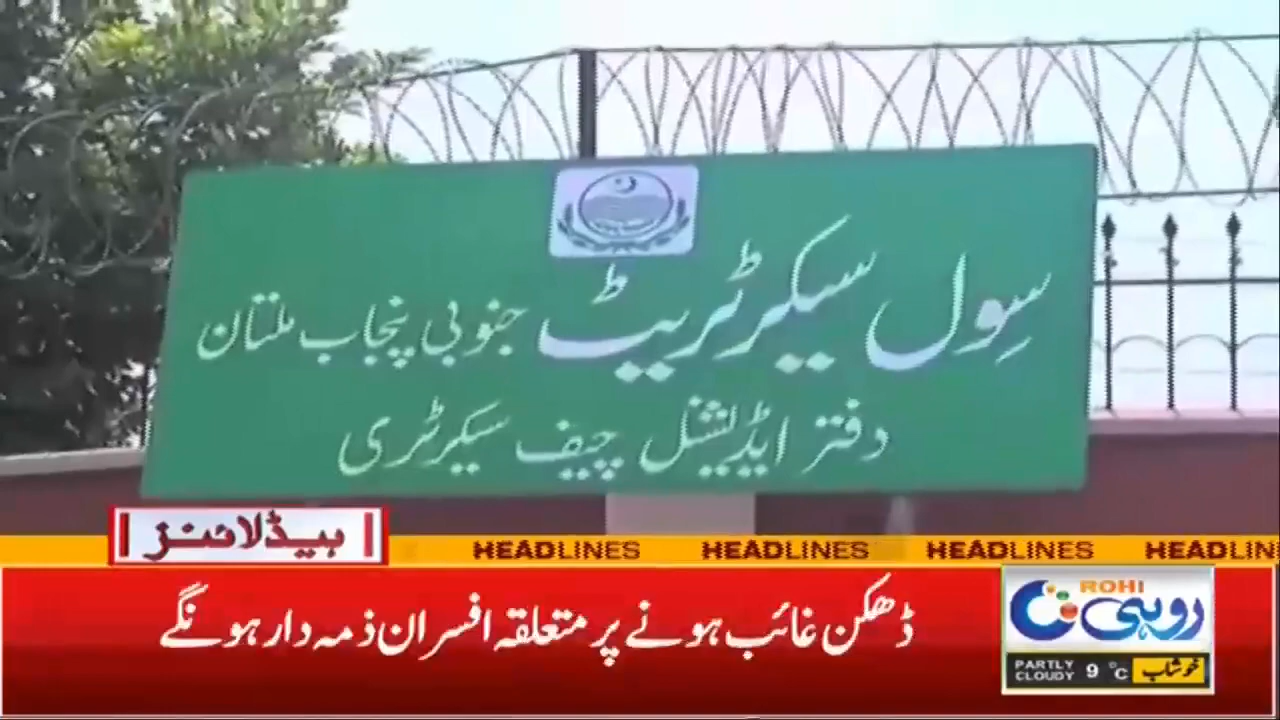 سِول سیکرٹریٹ جنوبی پنجاب ملتان
دفتر ایڈیشنل چیف سیکرٹری
ہیڈلائنز
HEADLINES HEADLINES HEADLINES HEADLINES
ڈھکن غائب ہونے پر متعلقہ افسران ذمہ دار ہونگے
ROHI
روہی
PARTLY CLOUDY 9 °C خوشاب